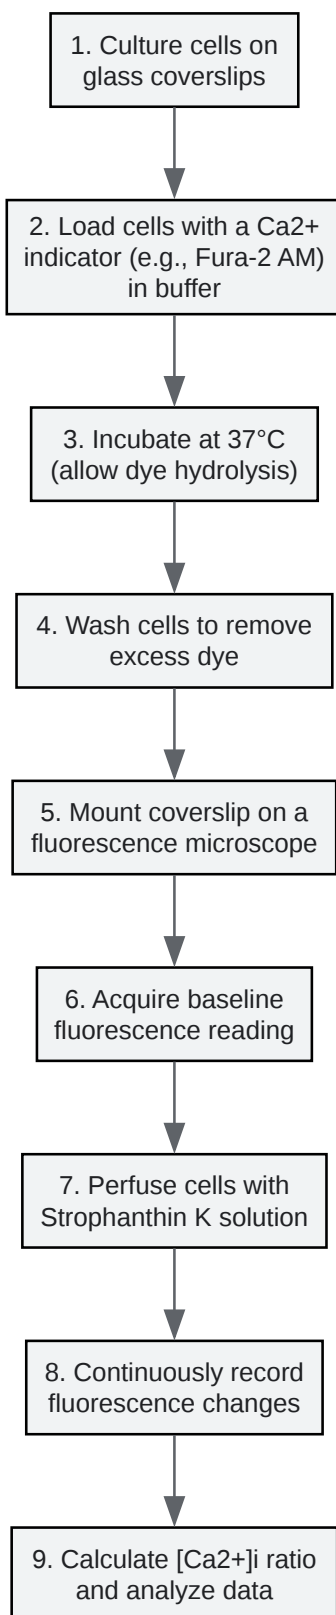 1. Culture cells on
glass coverslips
2. Load cells with a Ca2+
indicator (e.g., Fura-2 AM)
in buffer
3. Incubate at 37°C
(allow dye hydrolysis)
4. Wash cells to remove
excess dye
5. Mount coverslip on a
fluorescence microscope
6. Acquire baseline
fluorescence reading
7. Perfuse cells with
Strophanthin K solution
8. Continuously record
fluorescence changes
9. Calculate [Ca2+]i ratio
and analyze data